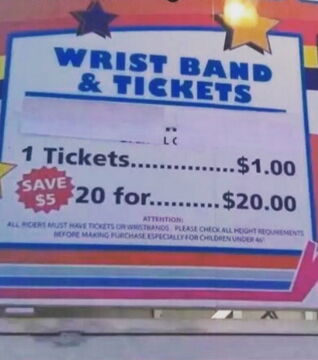 WRIST BAND
& TICKETS
1 Tickets...............$1.00
SAVE
$5
20 for..........$20.00
ATTENTION:
ALL RIDERS MUST HAVE TICKETS OR WRISTBANDS. PLEASE CHECK ALL HEIGHT REQUIREMENTS
BEFORE MAKING PURCHASE ESPECIALLY FOR CHILDREN UNDER 46"